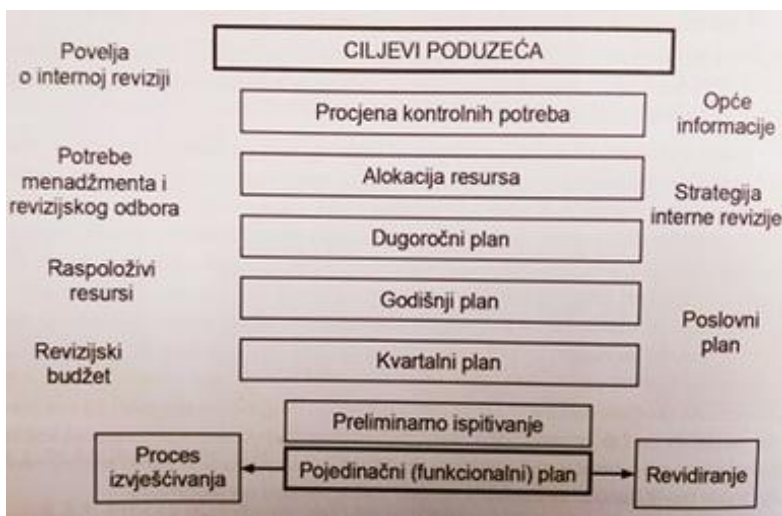 Povelja
o internoj reviziji
CILJEVI PODUZEĆA
Procjena kontrolnih potreba
Opće
informacije
Potrebe
menadžmenta i
revizijskog odbora
Alokacija resursa
Strategija
interne revizije
Dugoročni plan
Raspoloživi
resursi
Godišnji plan
Poslovni
plan
Revizijski
budžet
Kvartalni plan
Preliminarno ispitivanje
Proces
izvješćivanja
Pojedinačni (funkcionalni) plan
Revidiranje